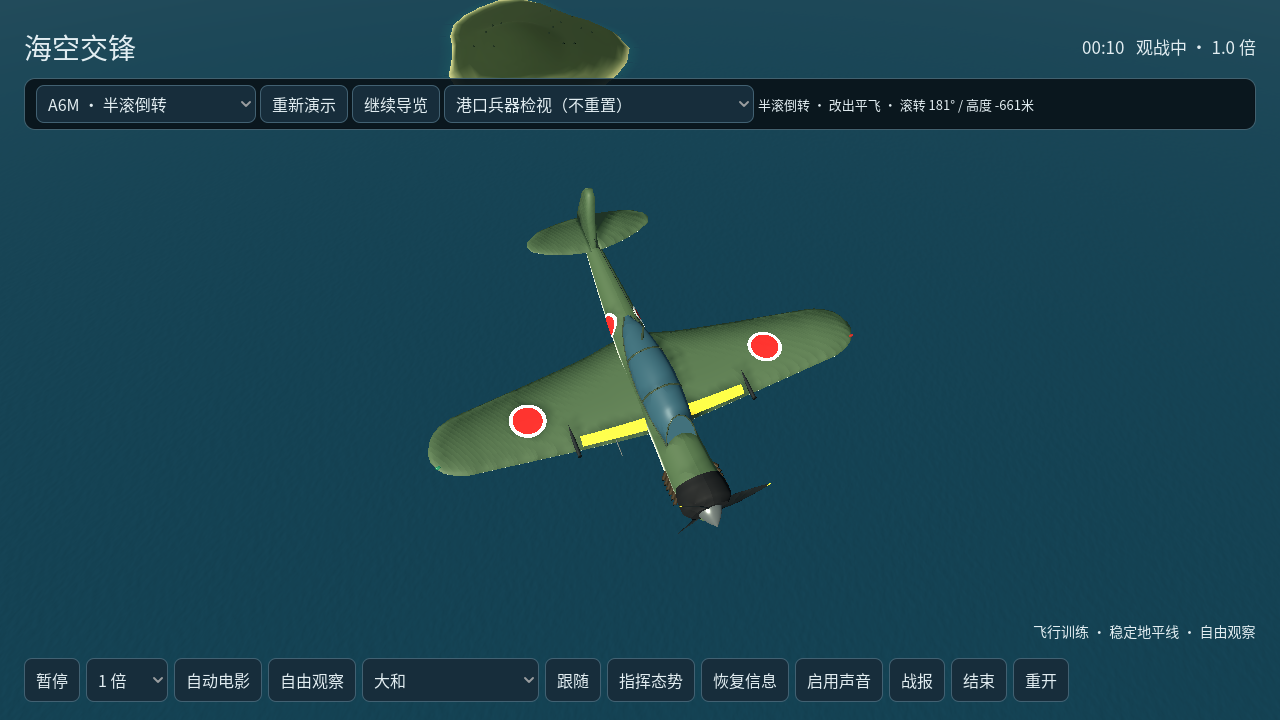 海空交锋
00:10 观战中 · 1.0 倍
A6M · 半滚倒转
重新演示
继续导览
港口兵器检视（不重置）
半滚倒转 · 改出平飞 · 滚转 181° / 高度 -661米
飞行训练 · 稳定地平线 · 自由观察
暂停
1 倍
自动电影
自由观察
大和
跟随
指挥态势
恢复信息
启用声音
战报
结束
重开